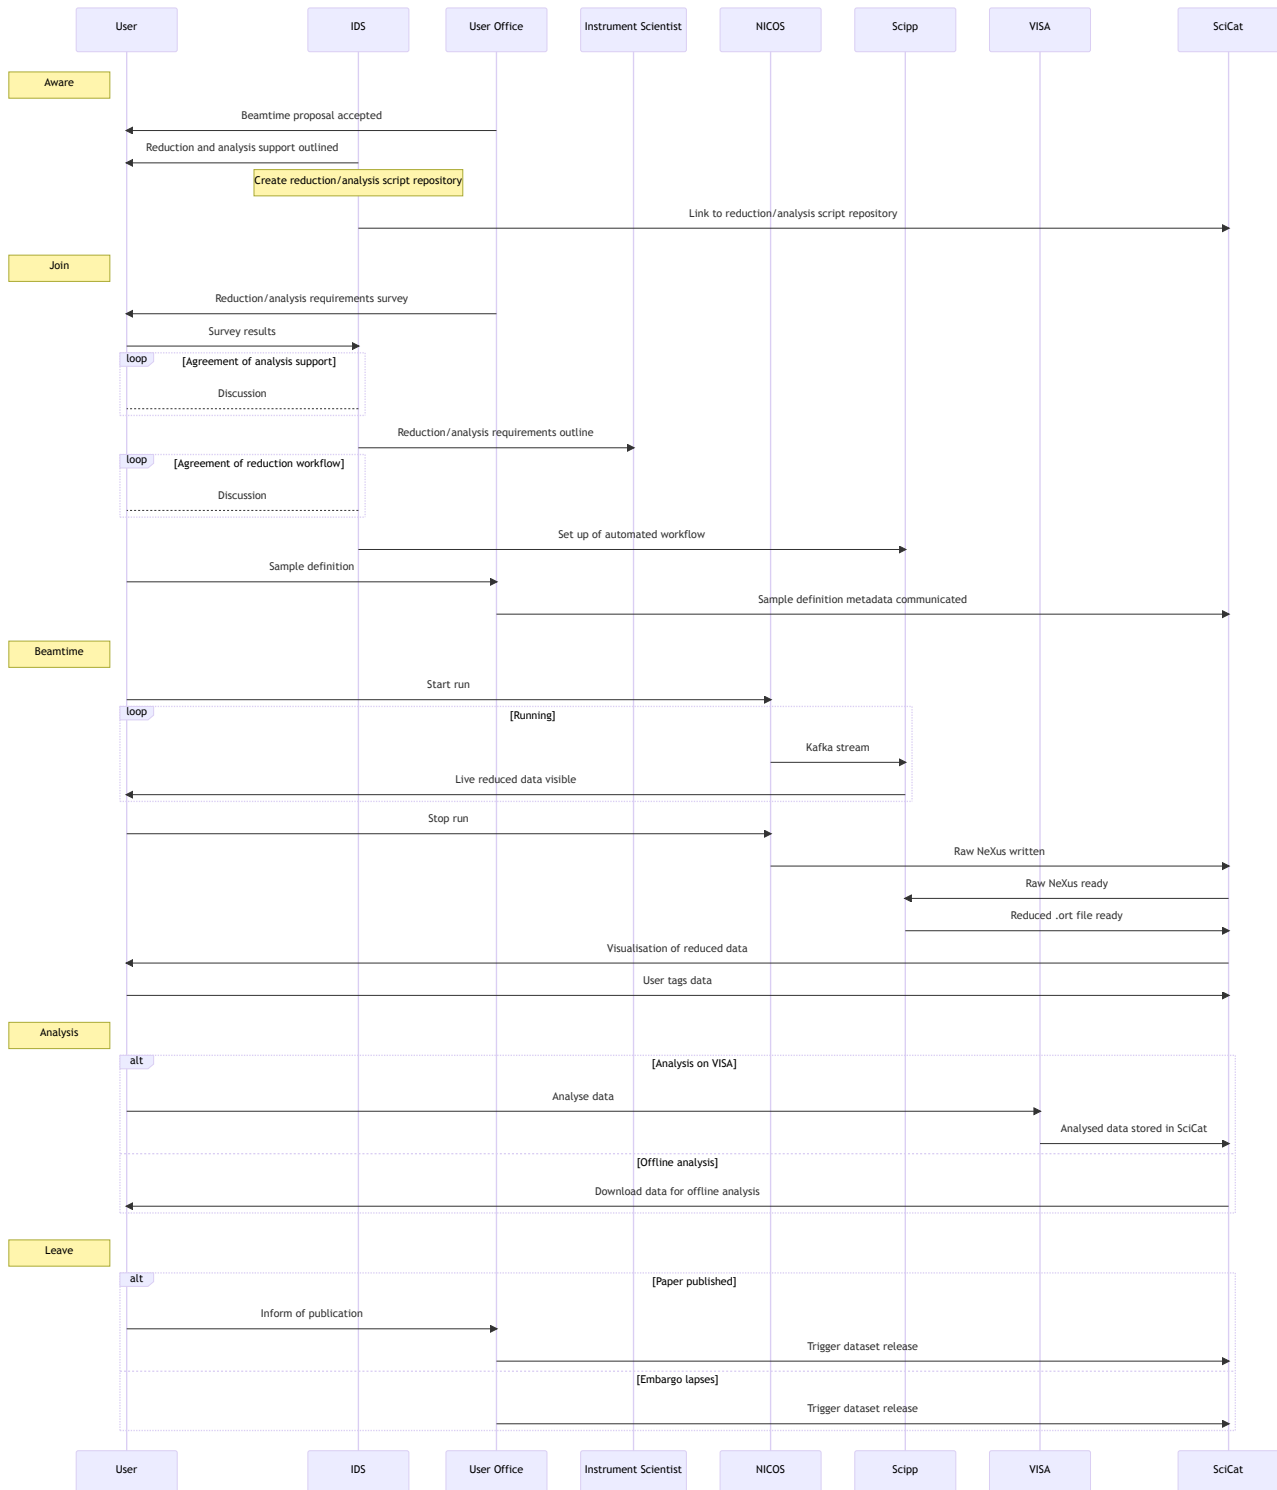 User
IDS
User Office
Instrument Scientist
NICOS
Scipp
VISA
SciCat
Aware
Beamtime proposal accepted
Reduction and analysis support outlined
Create reduction/analysis script repository
Link to reduction/analysis script repository
Join
Reduction/analysis requirements survey
Survey results
loop
[Agreement of analysis support]
Discussion
Reduction/analysis requirements outline
loop
[Agreement of reduction workflow]
Discussion
Set up of automated workflow
Sample definition
Sample definition metadata communicated
Beamtime
Start run
loop
[Running]
Kafka stream
Live reduced data visible
Stop run
Raw NeXus written
Raw NeXus ready
Reduced .ort file ready
Visualisation of reduced data
User tags data
Analysis
alt
[Analysis on VISA]
Analyse data
Analysed data stored in SciCat
[Offline analysis]
Download data for offline analysis
Leave
alt
[Paper published]
Inform of publication
Trigger dataset release
[Embargo lapses]
Trigger dataset release
User
IDS
User Office
Instrument Scientist
NICOS
Scipp
VISA
SciCat